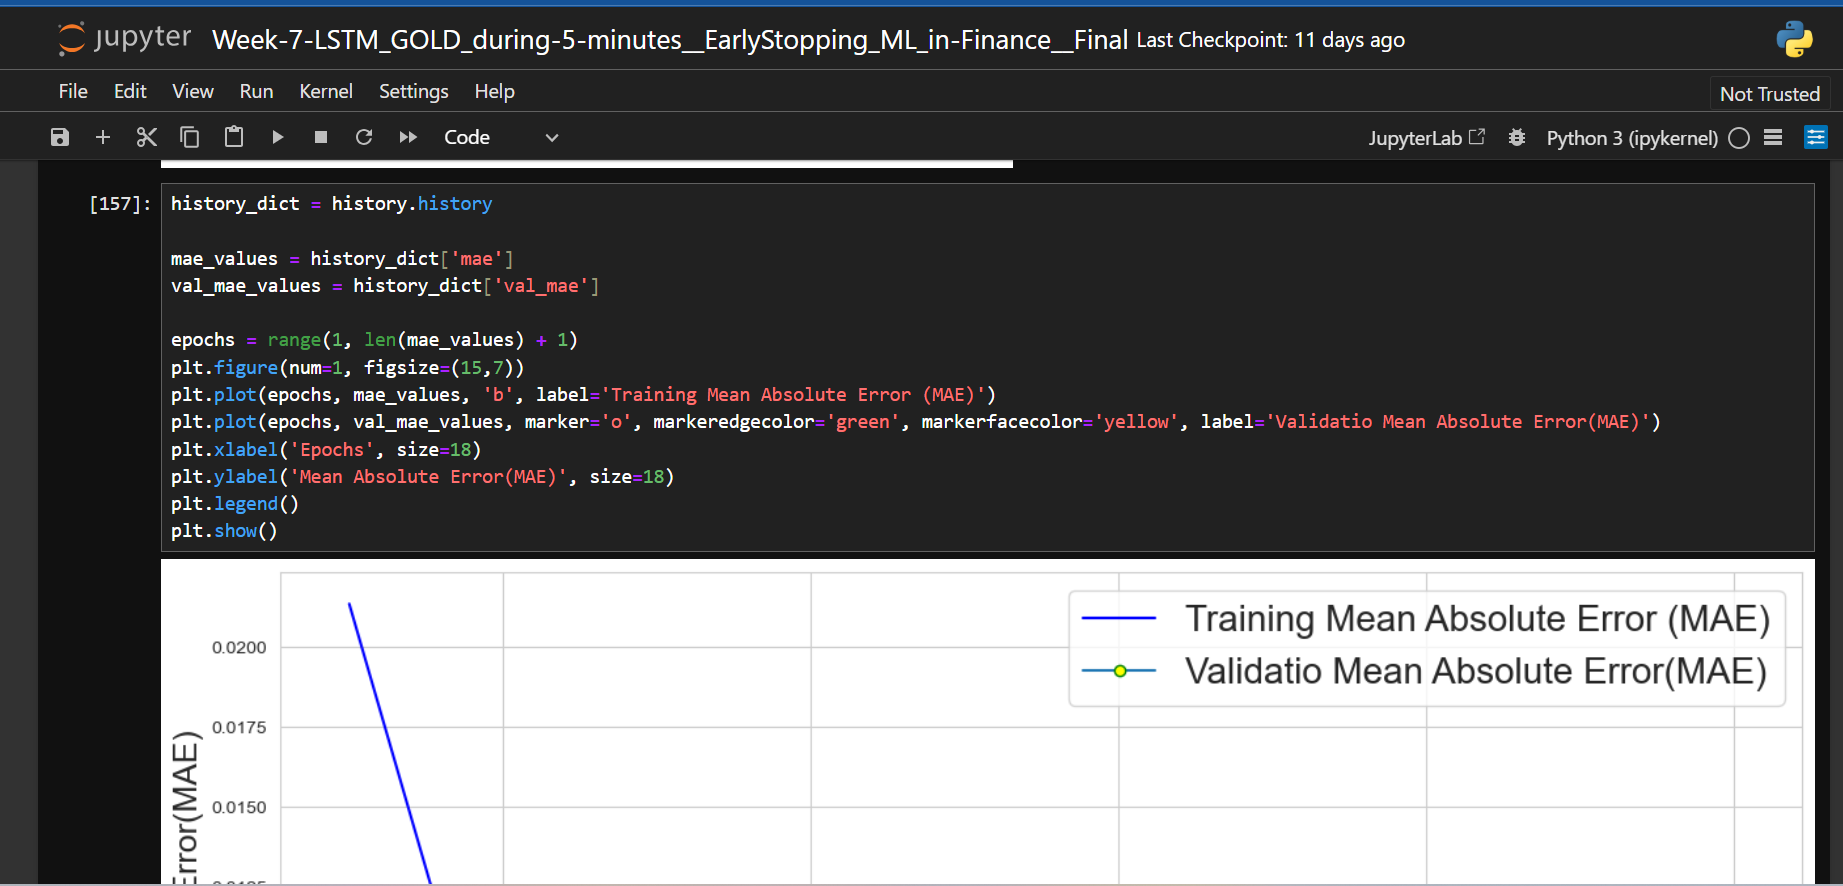 jupyter Week-7-LSTM_GOLD_during-5-minutes__EarlyStopping_ML_in-Finance__Final Last Checkpoint: 11 days ago
File Edit View Run Kernel Settings Help Not Trusted
Code JupyterLab Python 3 (ipykernel)
[157]: history_dict = history.history
mae_values = history_dict['mae']
val_mae_values = history_dict['val_mae']
epochs = range(1, len(mae_values) + 1)
plt.figure(num=1, figsize=(15,7))
plt.plot(epochs, mae_values, 'b', label='Training Mean Absolute Error (MAE)')
plt.plot(epochs, val_mae_values, marker='o', markeredgecolor='green', markerfacecolor='yellow', label='Validatio Mean Absolute Error(MAE)')
plt.xlabel('Epochs', size=18)
plt.ylabel('Mean Absolute Error(MAE)', size=18)
plt.legend()
plt.show()
Training Mean Absolute Error (MAE)
Validatio Mean Absolute Error(MAE)
0.0200
0.0175
0.0150
Error(MAE)